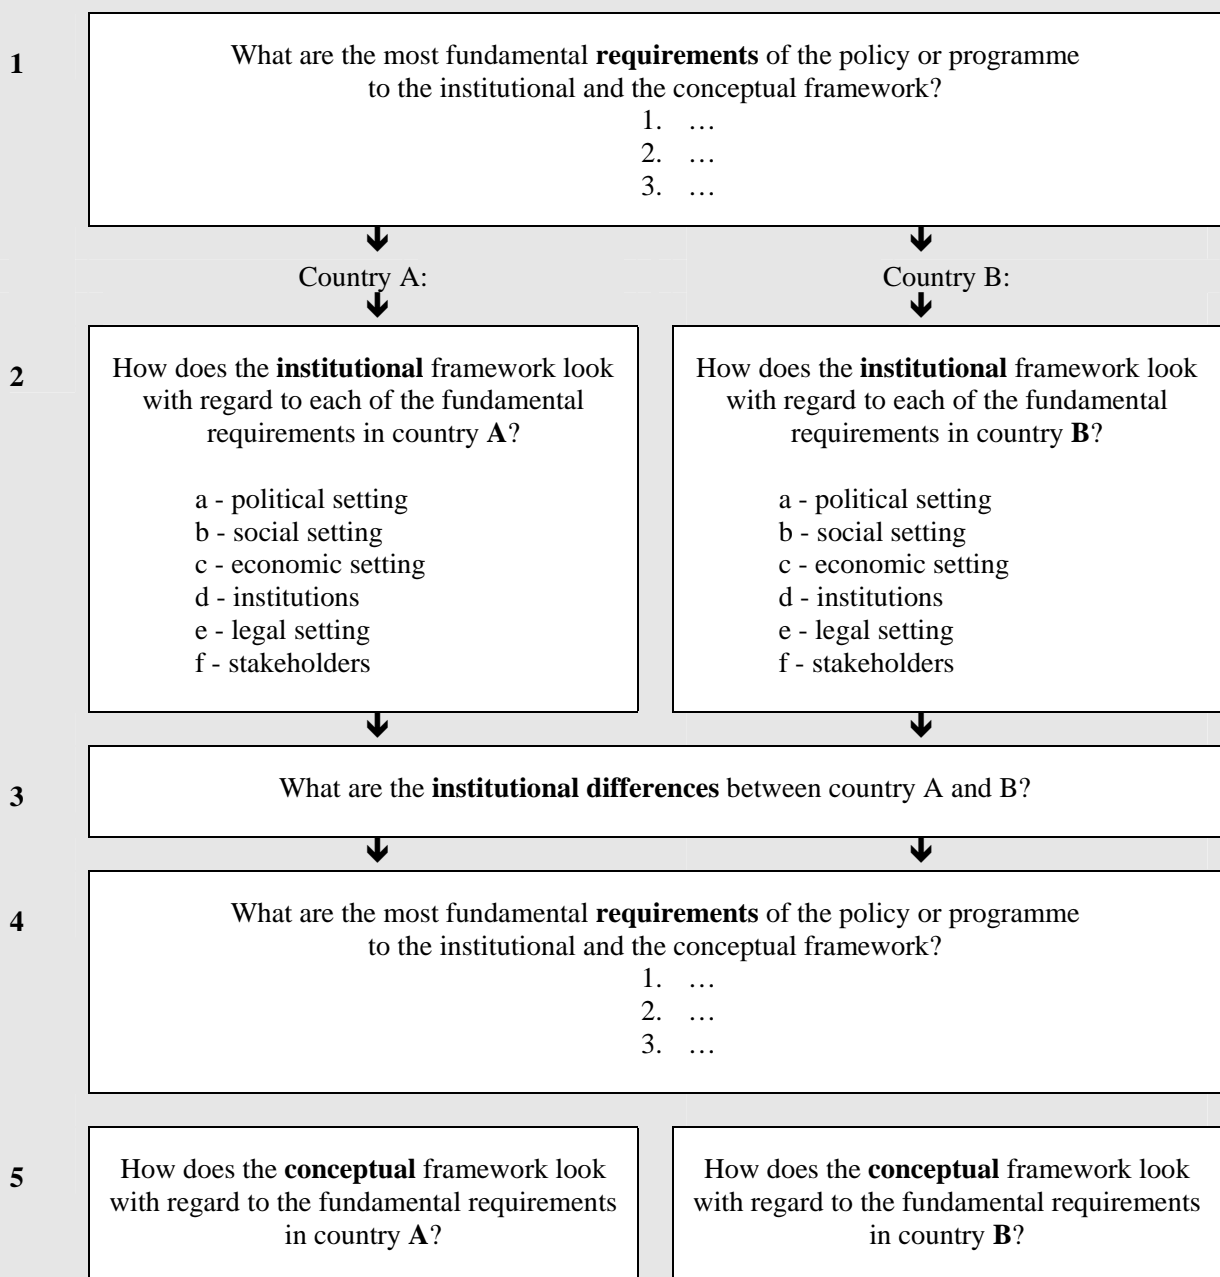 1
What are the most fundamental requirements of the policy or programme
to the institutional and the conceptual framework?
1. …
2. …
3. …
Country A:
Country B:
2
How does the institutional framework look
with regard to each of the fundamental
requirements in country A?
a - political setting
b - social setting
c - economic setting
d - institutions
e - legal setting
f - stakeholders
How does the institutional framework look
with regard to each of the fundamental
requirements in country B?
a - political setting
b - social setting
c - economic setting
d - institutions
e - legal setting
f - stakeholders
3
What are the institutional differences between country A and B?
4
What are the most fundamental requirements of the policy or programme
to the institutional and the conceptual framework?
1. …
2. …
3. …
5
How does the conceptual framework look
with regard to the fundamental requirements
in country A?
How does the conceptual framework look
with regard to the fundamental requirements
in country B?